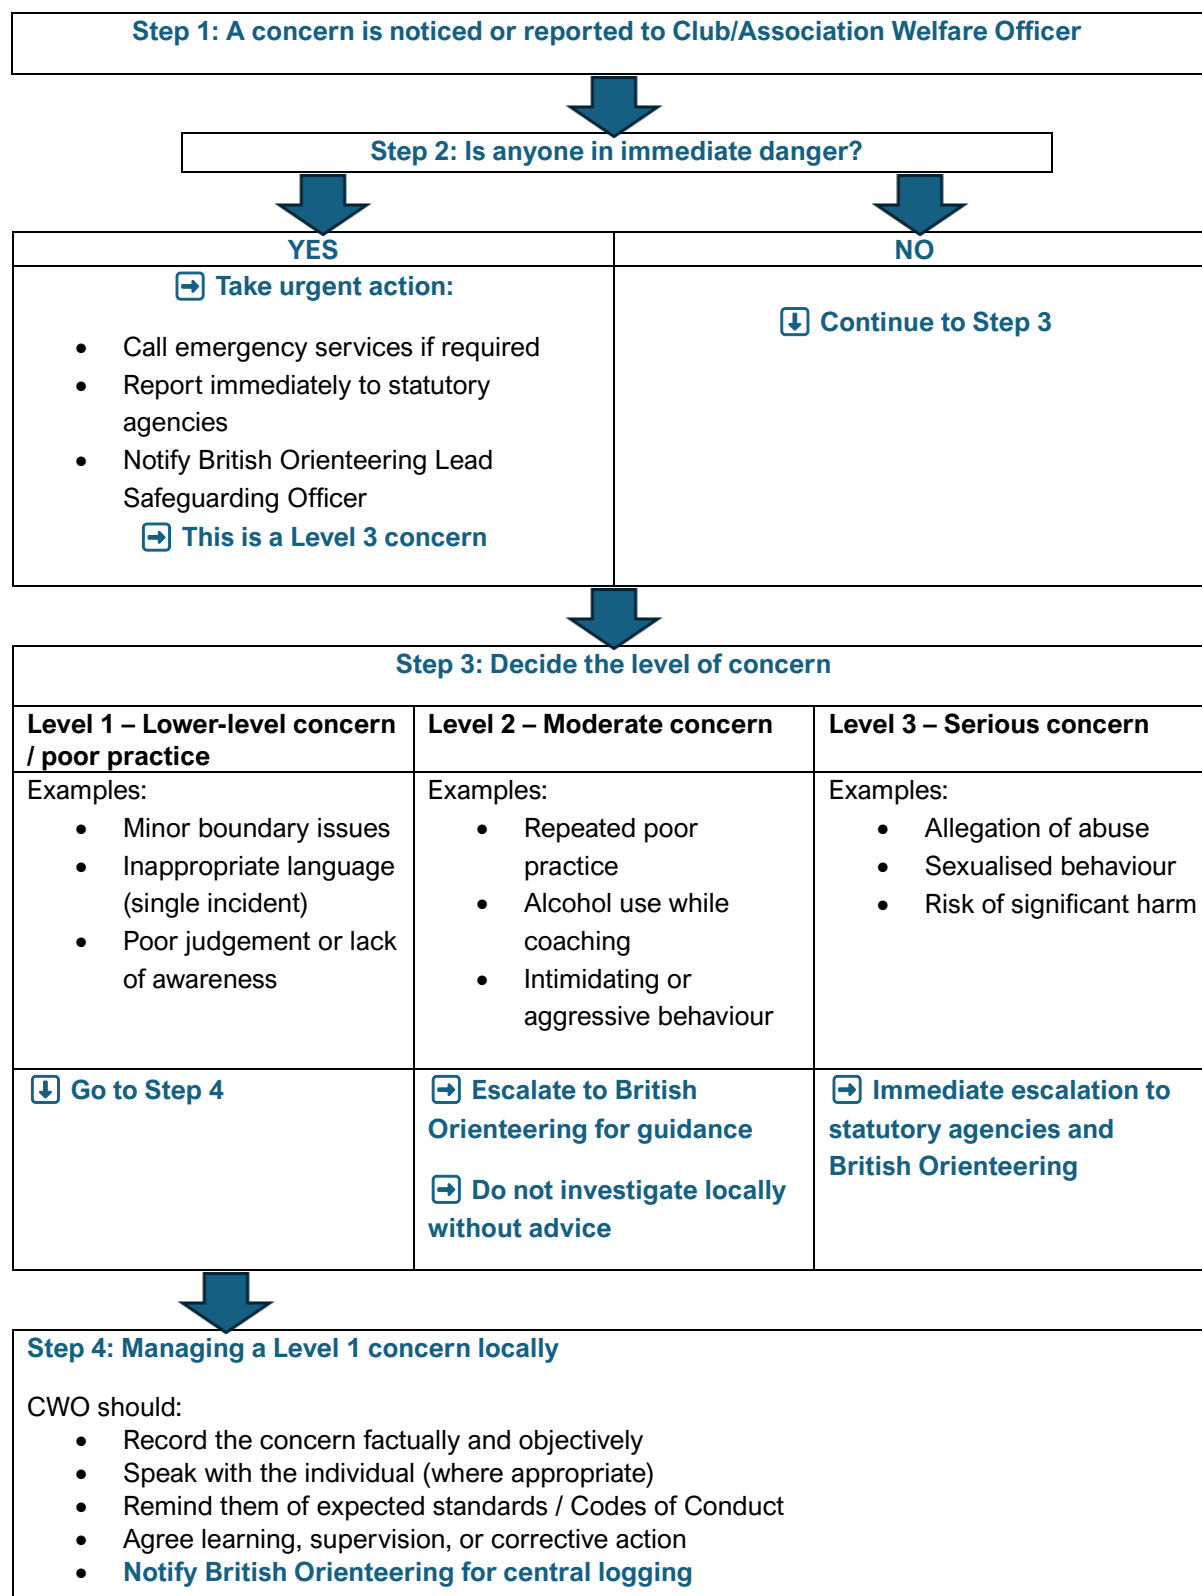 Step 1: A concern is noticed or reported to Club/Association Welfare Officer
Step 2: Is anyone in immediate danger?
YES
Take urgent action:
• Call emergency services if required
• Report immediately to statutory
agencies
• Notify British Orienteering Lead
Safeguarding Officer
This is a Level 3 concern
NO
Continue to Step 3
Step 3: Decide the level of concern
Level 1 – Lower-level concern
/ poor practice
Examples:
• Minor boundary issues
• Inappropriate language
(single incident)
• Poor judgement or lack
of awareness
Go to Step 4
Level 2 – Moderate concern
Examples:
• Repeated poor
practice
• Alcohol use while
coaching
• Intimidating or
aggressive behaviour
Escalate to British
Orienteering for guidance
Do not investigate locally
without advice
Level 3 – Serious concern
Examples:
• Allegation of abuse
• Sexualised behaviour
• Risk of significant harm
Immediate escalation to
statutory agencies and
British Orienteering
Step 4: Managing a Level 1 concern locally
CWO should:
• Record the concern factually and objectively
• Speak with the individual (where appropriate)
• Remind them of expected standards / Codes of Conduct
• Agree learning, supervision, or corrective action
• Notify British Orienteering for central logging